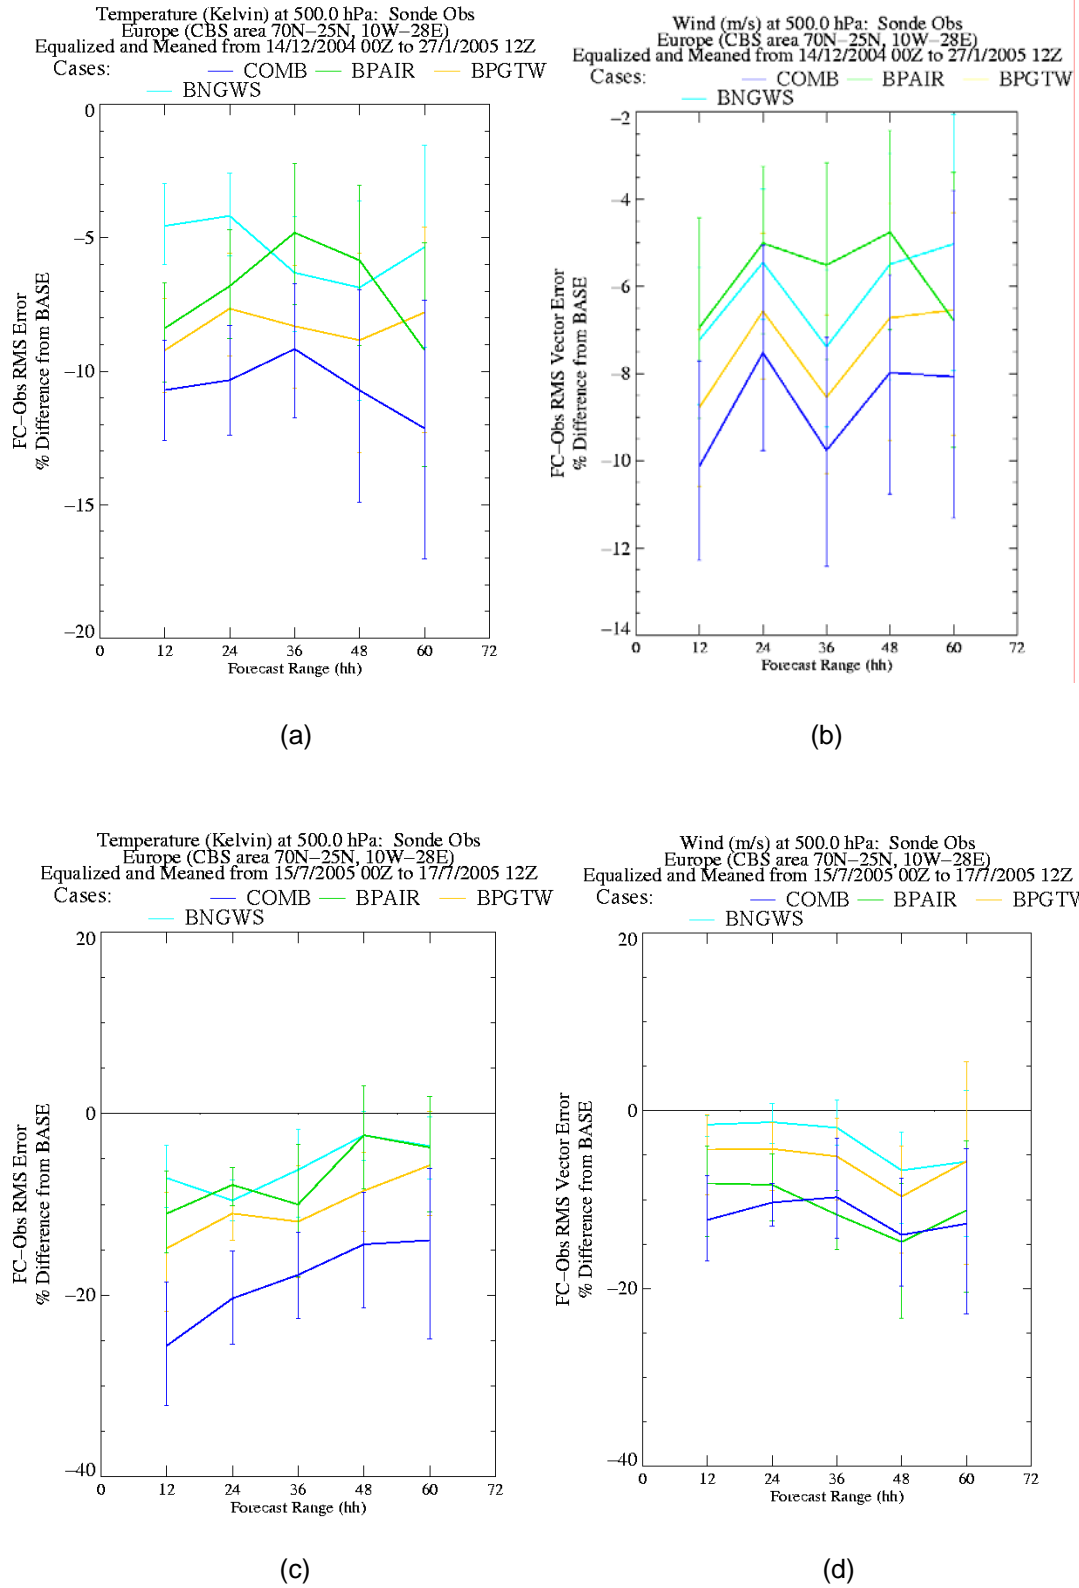 Temperature (Kelvin) at 500.0 hPa:  Sonde Obs
Europe (CBS area 70N−25N, 10W−28E)
Equalized and Meaned from 14/12/2004 00Z to 27/1/2005 12Z
Cases: COMB BPAIR BPGTW
BNGWS
0
−5
−10
−15
−20
FC−Obs RMS Error
% Difference from BASE
0 12 24 36 48 60 72
Forecast Range (hh)
(a)
Wind (m/s) at 500.0 hPa:  Sonde Obs
Europe (CBS area 70N−25N, 10W−28E)
Equalized and Meaned from 14/12/2004 00Z to 27/1/2005 12Z
Cases: COMB BPAIR BPGTW
BNGWS
−2
−4
−6
−8
−10
−12
−14
FC−Obs RMS Vector Error
% Difference from BASE
0 12 24 36 48 60 72
Forecast Range (hh)
(b)
Temperature (Kelvin) at 500.0 hPa:  Sonde Obs
Europe (CBS area 70N−25N, 10W−28E)
Equalized and Meaned from 15/7/2005 00Z to 17/7/2005 12Z
Cases: COMB BPAIR BPGTW
BNGWS
20
0
−20
−40
FC−Obs RMS Error
% Difference from BASE
0 12 24 36 48 60 72
Forecast Range (hh)
(c)
Wind (m/s) at 500.0 hPa:  Sonde Obs
Europe (CBS area 70N−25N, 10W−28E)
Equalized and Meaned from 15/7/2005 00Z to 17/7/2005 12Z
Cases: COMB BPAIR BPGTW
BNGWS
20
0
−20
−40
FC−Obs RMS Vector Error
% Difference from BASE
0 12 24 36 48 60 72
Forecast Range (hh)
(d)